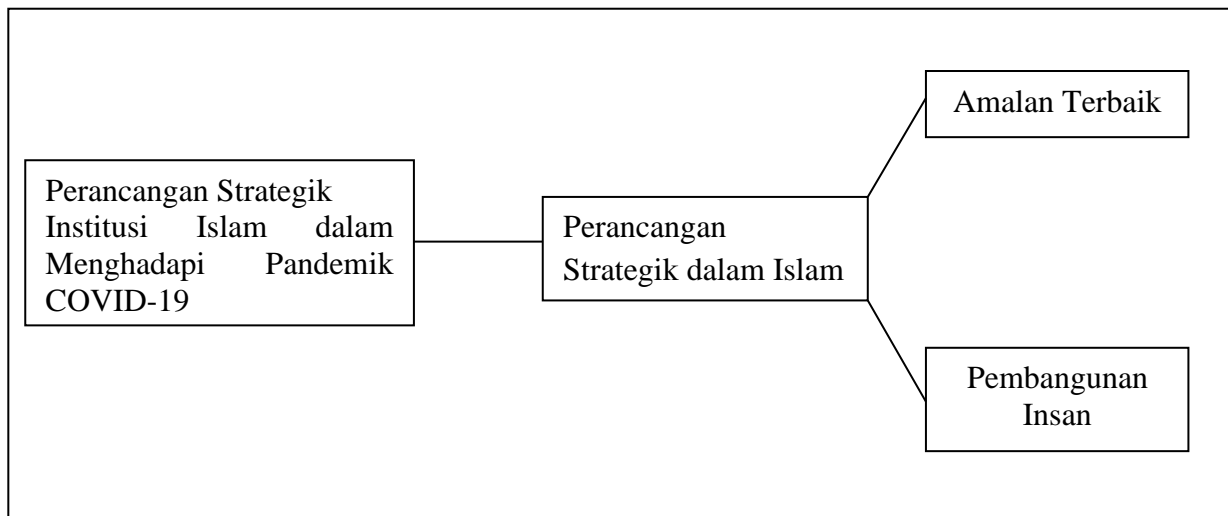 Perancangan Strategik
Institusi Islam dalam
Menghadapi Pandemik
COVID-19
Perancangan
Strategik dalam Islam
Amalan Terbaik
Pembangunan
Insan